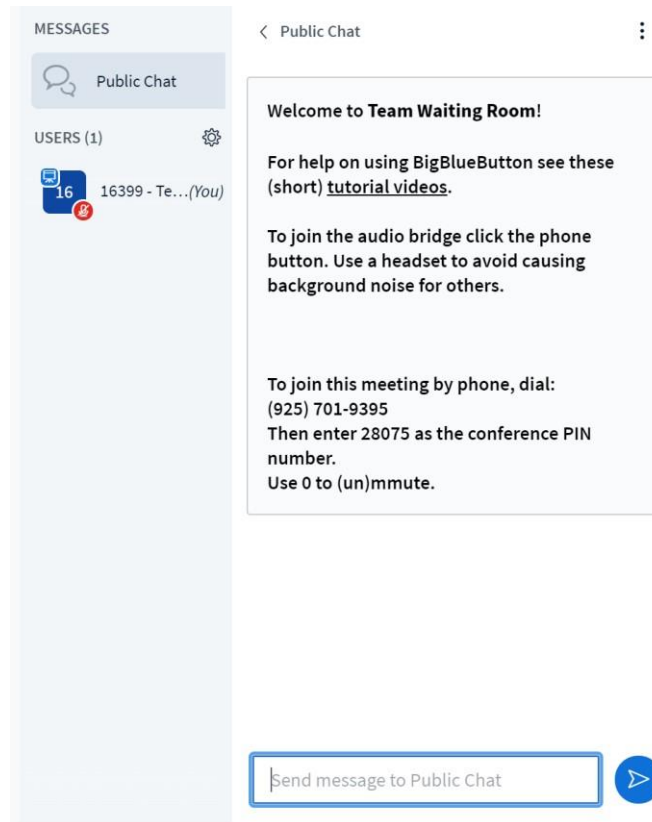 MESSAGES
Public Chat
USERS (1)
16
16399 - Te...(You)
Public Chat
Welcome to Team Waiting Room!
For help on using BigBlueButton see these
(short) tutorial videos.
To join the audio bridge click the phone
button. Use a headset to avoid causing
background noise for others.
To join this meeting by phone, dial:
(925) 701-9395
Then enter 28075 as the conference PIN
number.
Use 0 to (un)mmute.
Send message to Public Chat